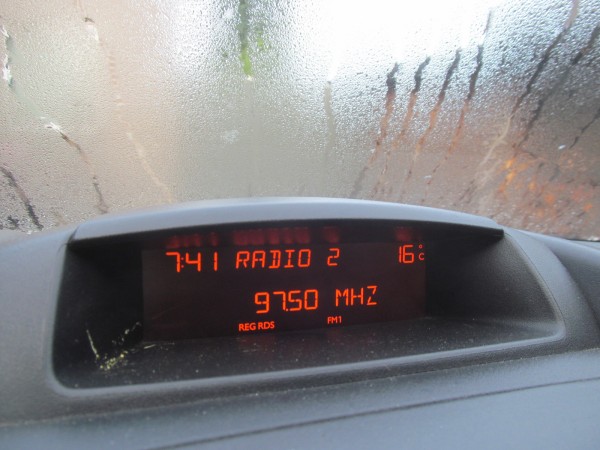 7:41 RADIO 2 16°C
97.50 MHZ
REG RDS FM1